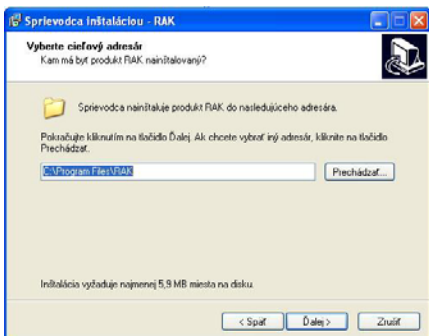 Sprievodca inštaláciou - RAK
Vyberte cieľový adresár
Kam má byť produkt RAK nainštalovaný?
Sprievodca nainštaluje produkt RAK do nasledujúceho adresára.
Pokračujte kliknutím na tlačidlo Ďalej. Ak chcete vybrať iný adresár, kliknite na tlačidlo
Prechádzať.
C:\Program Files\RAK
Prechádzať...
Inštalácia vyžaduje najmenej 5,9 MB miesta na disku.
< Späť
Ďalej >
Zrušiť